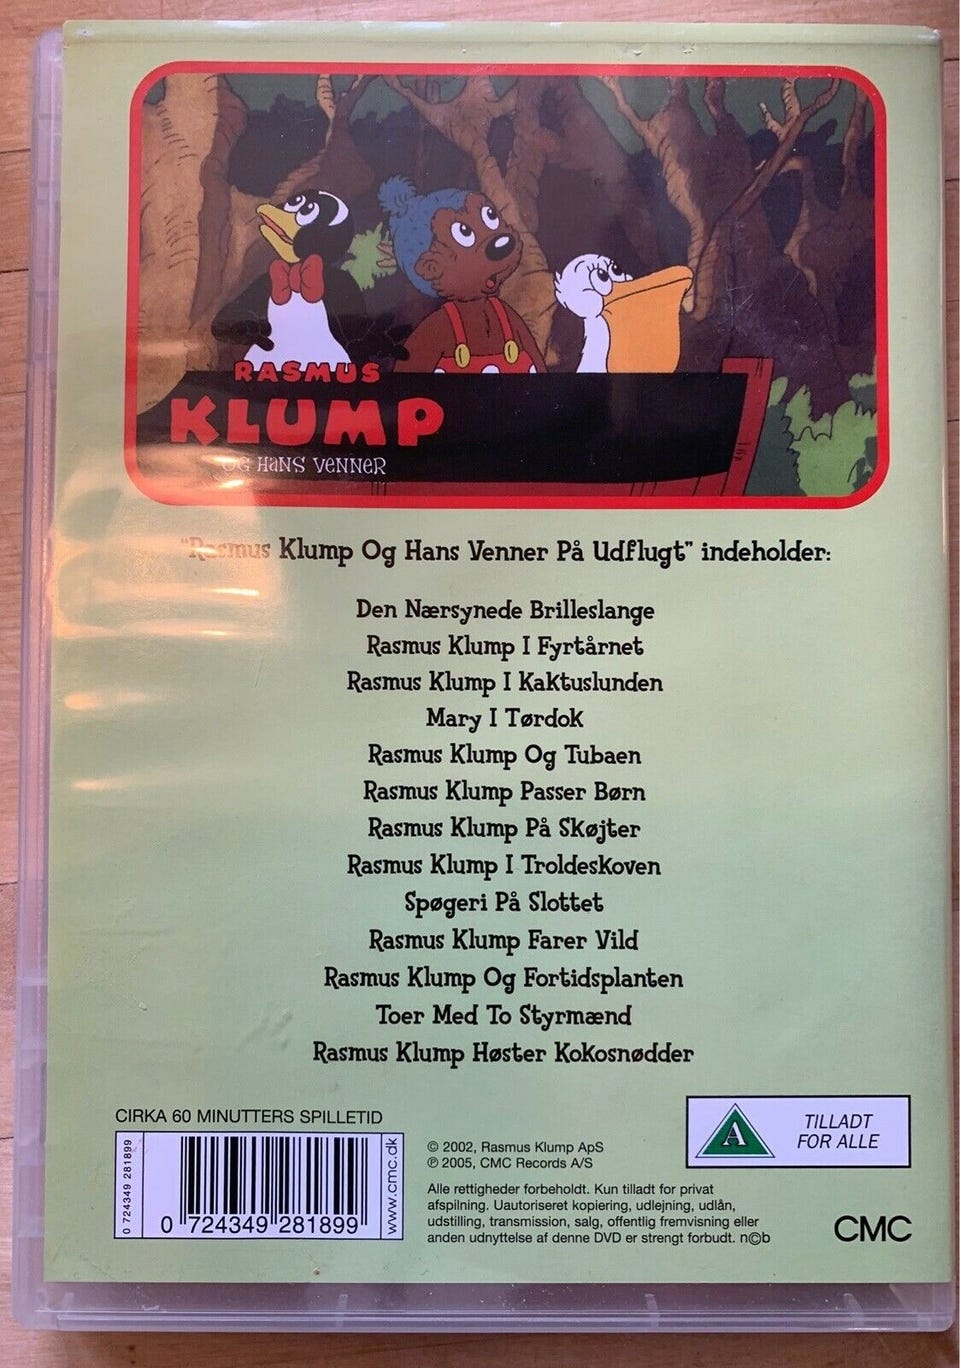 RASMUS
KLUMP
OG HANS VENNER
"Rasmus Klump Og Hans Venner På Udflugt" indeholder:
Den Nærsynede Brilleslange
Rasmus Klump I Fyrtårnet
Rasmus Klump I Kaktuslunden
Mary I Tørdok
Rasmus Klump Og Tubaen
Rasmus Klump Passer Børn
Rasmus Klump På Skøjter
Rasmus Klump I Troldeskoven
Spøgeri På Slottet
Rasmus Klump Farer Vild
Rasmus Klump Og Fortidsplanten
Toer Med To Styrmænd
Rasmus Klump Høster Kokosnødder
CIRKA 60 MINUTTERS SPILLETID
0 724349 281899
0 724349 281899
www.cmc.dk
© 2002, Rasmus Klump ApS
℗ 2005, CMC Records A/S
Alle rettigheder forbeholdt. Kun tilladt for privat
afspilning. Uautoriseret kopiering, udlejning, udlån,
udstilling, transmission, salg, offentlig fremvisning eller
anden udnyttelse af denne DVD er strengt forbudt. n©b
A
TILLADT
FOR ALLE
CMC